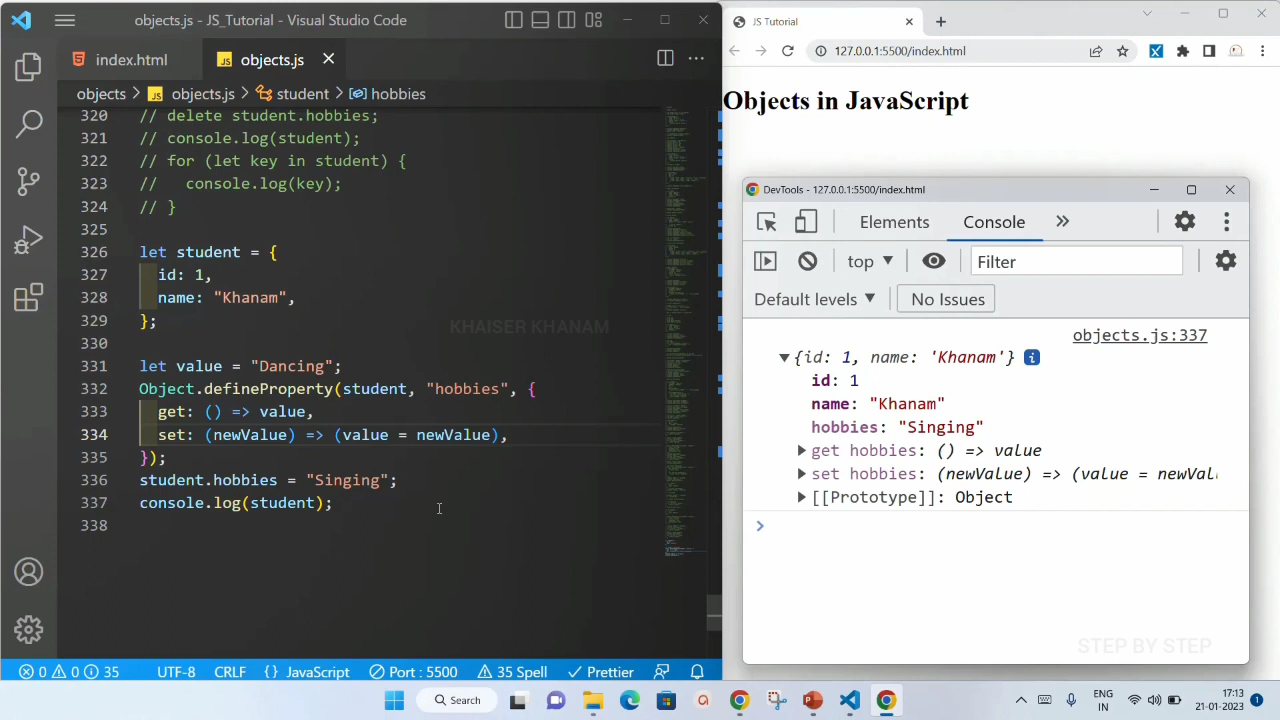 objects.js - JS_Tutorial - Visual Studio Code
index.html
objects.js
objects > objects.js > student > hobbies
320 // delete student.hobbies;
321 // console.log(student);
322 // for (let key in student) {
323 console.log(key);
324 // }
325
326 let student = {
327 id: 1,
328 name: "Khanam",
329 };
330
331 let value = "Dancing";
332 Object.defineProperty(student, "hobbies", {
333 get: () => value,
334 set: (newValue) => (value = newValue),
335 });
336 student.hobbies = "Singing";
337 console.log(student);
338
KHAISER KHANAM
0 0 35 UTF-8 CRLF {} JavaScript Port : 5500 35 Spell Prettier
JS Tutorial
127.0.0.1:5500/index.html
Objects in JavaScript
DevTools - 127.0.0.1:5500/index.html
Elements Console
top Filter
Default levels No Issues
objects.js:337
{id: 1, name: 'Khanam'}
id: 1
name: "Khanam"
hobbies: "Singing"
get hobbies: () => value
set hobbies: (newValue) => (value = newVal…
[[Prototype]]: Object
STEP BY STEP
Search
ENG
IN
17:13
21-01-2023